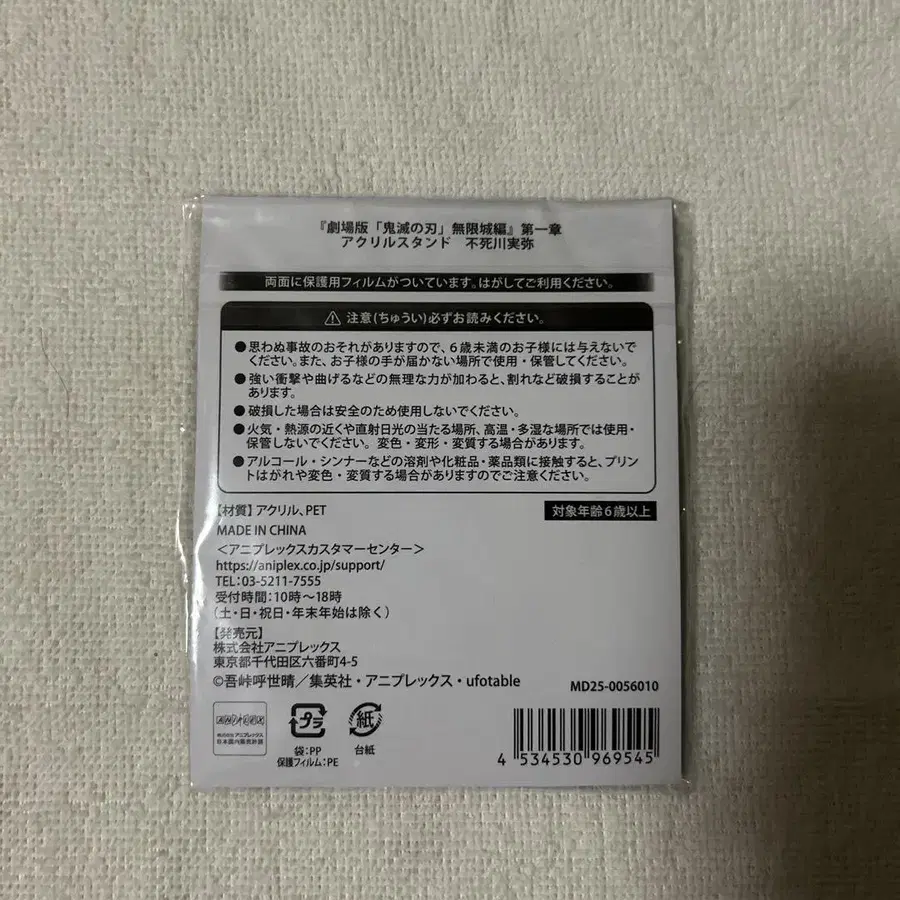 『劇場版「鬼滅の刃」無限城編』第一章
アクリルスタンド 不死川実弥
両面に保護用フィルムがついています。はがしてご利用ください。
注意(ちゅうい)必ずお読みください。
●思わぬ事故のおそれがありますので、6歳未満のお子様には与えないで
ください。また、お子様の手が届かない場所で使用・保管してください。
●強い衝撃や曲げるなどの無理な力が加わると、割れなど破損することが
あります。
●破損した場合は安全のため使用しないでください。
●火気・熱源の近くや直射日光の当たる場所、高温・多湿な場所では使用・
保管しないでください。変色・変形・変質する場合があります。
●アルコール・シンナーなどの溶剤や化粧品・薬品類に接触すると、プリン
トはがれや変色・変質する場合がありますのでご注意ください。
【材質】アクリル、PET
対象年齢6歳以上
MADE IN CHINA
＜アニプレックスカスタマーセンター＞
https://aniplex.co.jp/support/
TEL:03-5211-7555
受付時間:10時〜18時
(土・日・祝日・年末年始は除く)
【発売元】
株式会社アニプレックス
東京都千代田区六番町4-5
©吾峠呼世晴／集英社・アニプレックス・ufotable
MD25-0056010
ANIPLEX
株式会社アニプレックス
日本国内販売許諾
プラ
袋:PP
保護フィルム:PE
紙
台紙
4 534530 969545